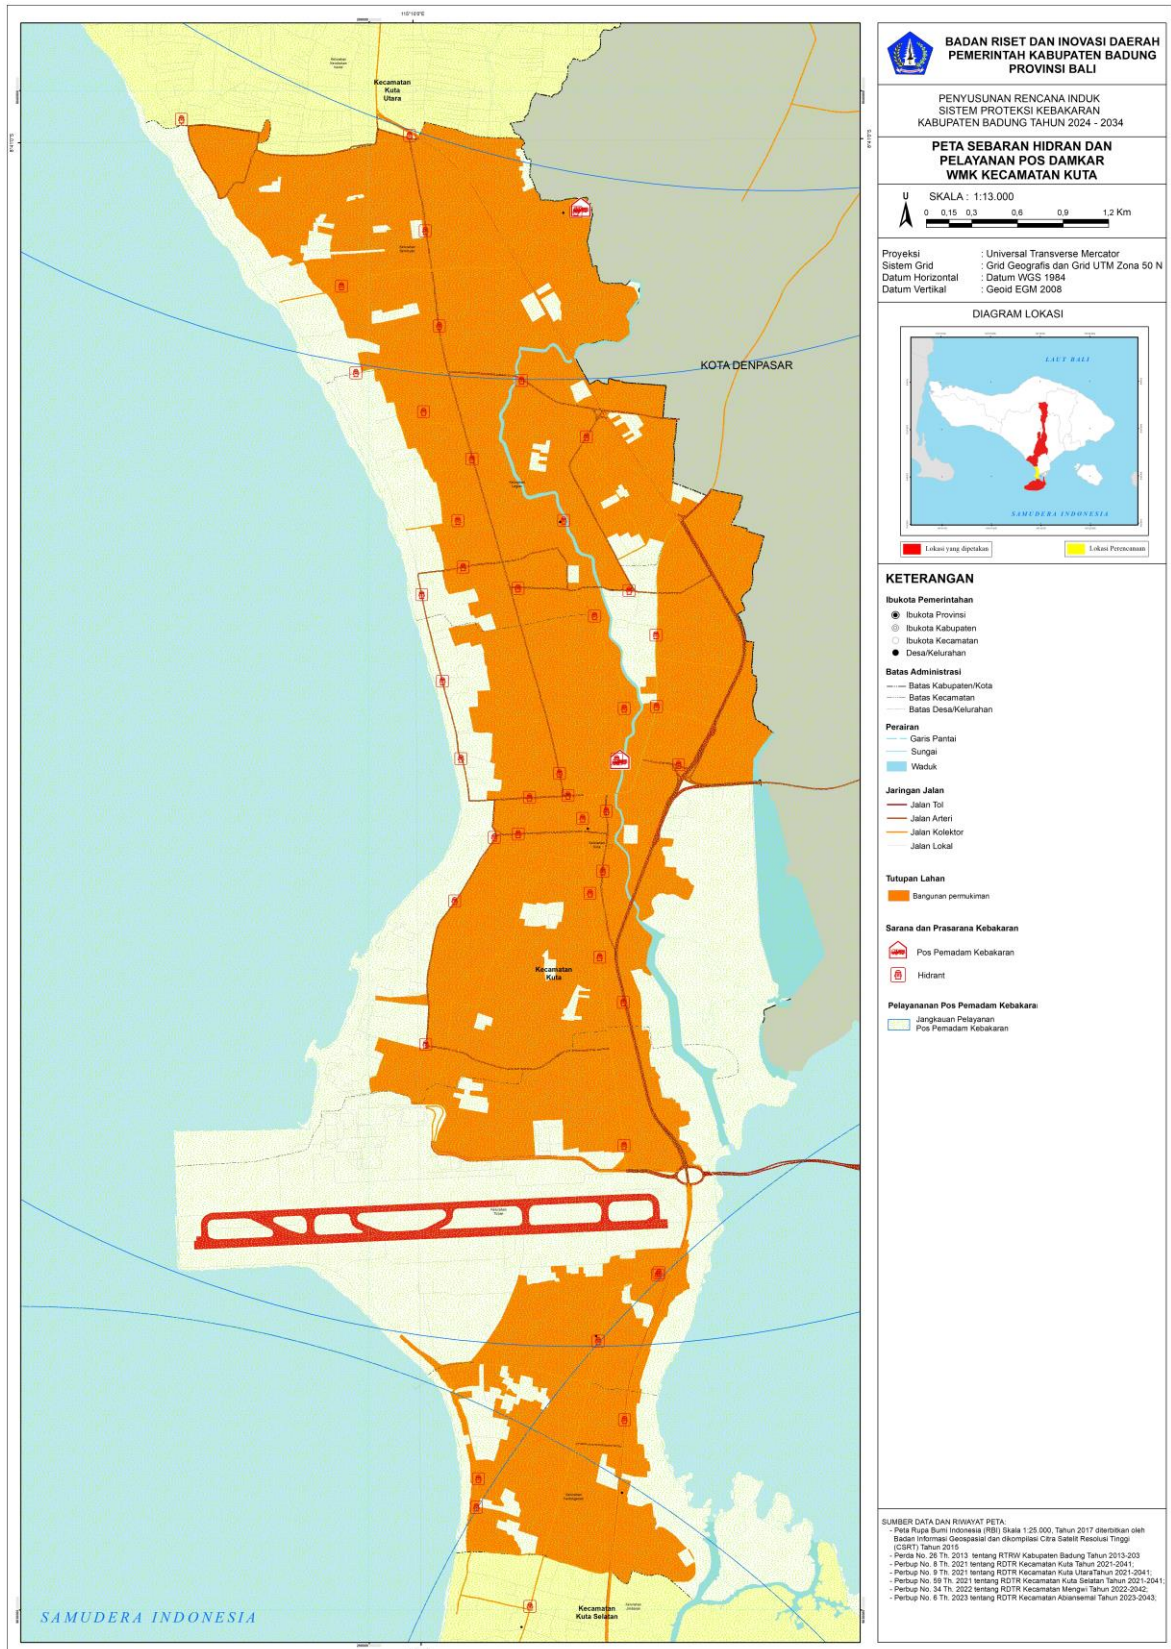 115°10'0"E
Kecamatan
Kuta
Utara
KOTA DENPASAR
Kecamatan
Kuta
SAMUDERA INDONESIA
Kecamatan
Kuta Selatan
BADAN RISET DAN INOVASI DAERAH
PEMERINTAH KABUPATEN BADUNG
PROVINSI BALI
PENYUSUNAN RENCANA INDUK
SISTEM PROTEKSI KEBAKARAN
KABUPATEN BADUNG TAHUN 2024 - 2034
PETA SEBARAN HIDRAN DAN
PELAYANAN POS DAMKAR
WMK KECAMATAN KUTA
U
SKALA : 1:13.000
0 0,15 0,3 0,6 0,9 1,2 Km
Proyeksi : Universal Transverse Mercator
Sistem Grid : Grid Geografis dan Grid UTM Zona 50 N
Datum Horizontal : Datum WGS 1984
Datum Vertikal : Geoid EGM 2008
DIAGRAM LOKASI
LAUT BALI
SAMUDERA INDONESIA
Lokasi yang dipetakan
Lokasi Perencanaan
KETERANGAN
Ibukota Pemerintahan
Ibukota Provinsi
Ibukota Kabupaten
Ibukota Kecamatan
Desa/Kelurahan
Batas Administrasi
Batas Kabupaten/Kota
Batas Kecamatan
Batas Desa/Kelurahan
Perairan
Garis Pantai
Sungai
Waduk
Jaringan Jalan
Jalan Tol
Jalan Arteri
Jalan Kolektor
Jalan Lokal
Tutupan Lahan
Bangunan permukiman
Sarana dan Prasarana Kebakaran
Pos Pemadam Kebakaran
Hidrant
Pelayananan Pos Pemadam Kebakara
Jangkauan Pelayanan
Pos Pemadam Kebakaran
SUMBER DATA DAN RIWAYAT PETA:
- Peta Rupa Bumi Indonesia (RBI) Skala 1:25.000, Tahun 2017 diterbitkan oleh
Badan Informasi Geospasial dan dikompilasi Citra Satelit Resolusi Tinggi
(CSRT) Tahun 2015
- Perda No. 26 Th. 2013 tentang RTRW Kabupaten Badung Tahun 2013-203
- Perbup No. 8 Th. 2021 tentang RDTR Kecamatan Kuta Tahun 2021-2041;
- Perbup No. 9 Th. 2021 tentang RDTR Kecamatan Kuta UtaraTahun 2021-2041;
- Perbup No. 59 Th. 2021 tentang RDTR Kecamatan Kuta Selatan Tahun 2021-2041;
- Perbup No. 34 Th. 2022 tentang RDTR Kecamatan Mengwi Tahun 2022-2042;
- Perbup No. 6 Th. 2023 tentang RDTR Kecamatan Abiansemal Tahun 2023-2043;